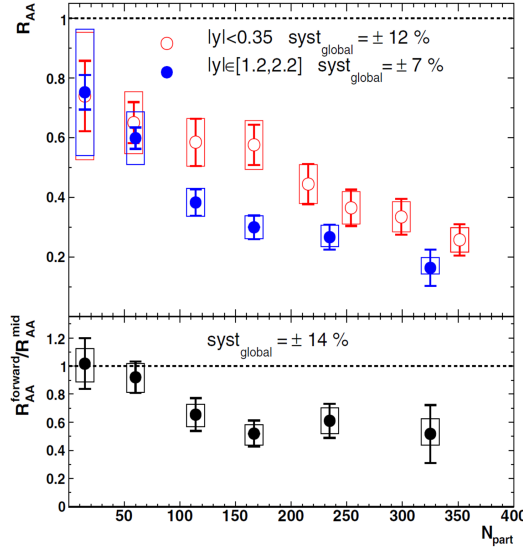 R_AA
1
0.8
0.6
0.4
0.2
|y|<0.35 syst_global = ± 12 %
|y|∈[1.2,2.2] syst_global = ± 7 %
R_AA^forward/R_AA^mid
1.2
1
0.8
0.6
0.4
0.2
0
syst_global = ± 14 %
50 100 150 200 250 300 350 400
N_part